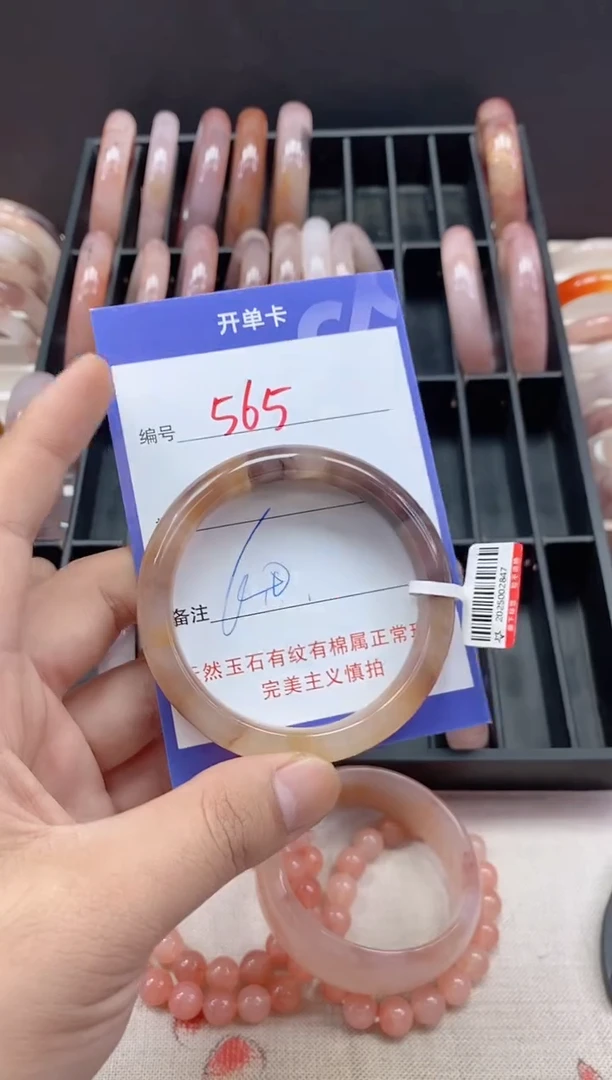 开单卡
编号 565
备注
然玉石有纹有棉属正常
完美主义慎拍
2025002847